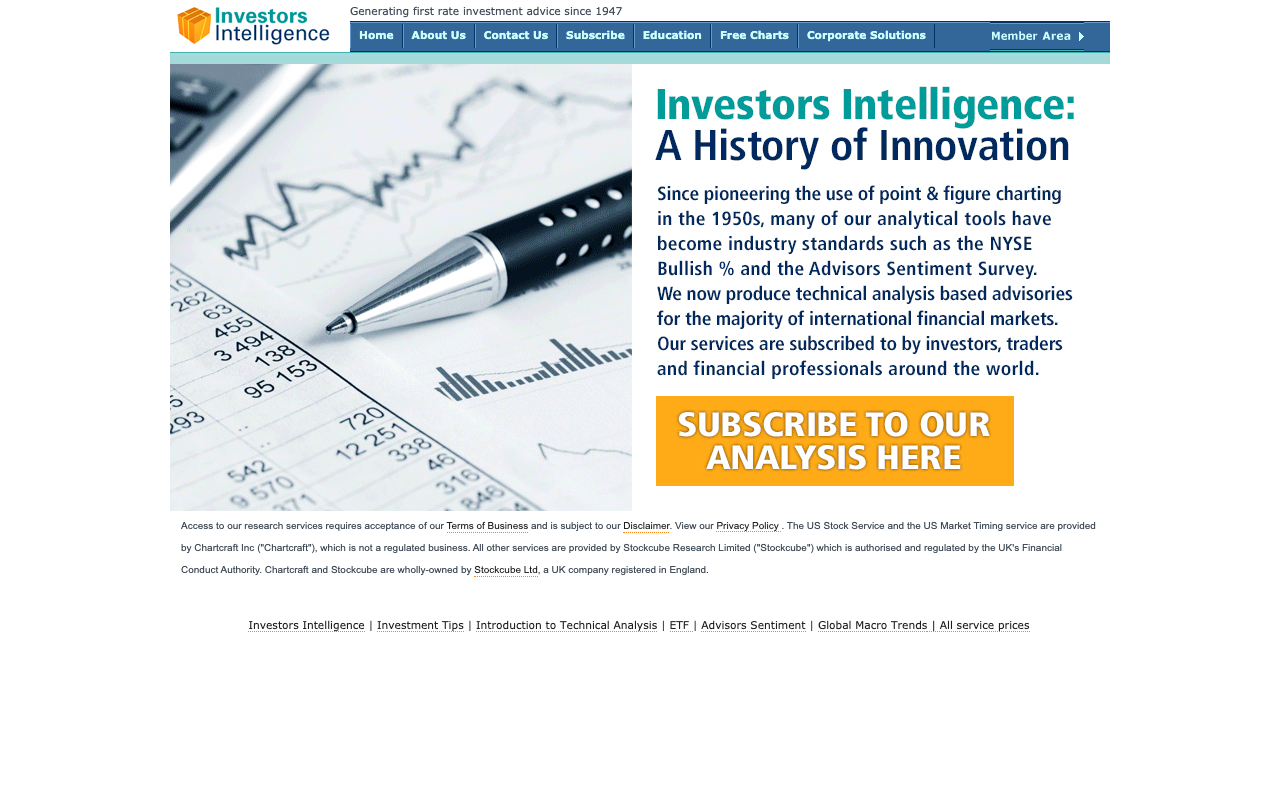 Investors
Intelligence
Generating first rate investment advice since 1947
Home
About Us
Contact Us
Subscribe
Education
Free Charts
Corporate Solutions
Member Area
Investors Intelligence:
A History of Innovation
Since pioneering the use of point & figure charting
in the 1950s, many of our analytical tools have
become industry standards such as the NYSE
Bullish % and the Advisors Sentiment Survey.
We now produce technical analysis based advisories
for the majority of international financial markets.
Our services are subscribed to by investors, traders
and financial professionals around the world.
SUBSCRIBE TO OUR
ANALYSIS HERE
262
63
455
3 494
138
95 153
293
720
12 251
338
46
316
846
542
9 570
371
Access to our research services requires acceptance of our Terms of Business and is subject to our Disclaimer. View our Privacy Policy . The US Stock Service and the US Market Timing service are provided
by Chartcraft Inc ("Chartcraft"), which is not a regulated business. All other services are provided by Stockcube Research Limited ("Stockcube") which is authorised and regulated by the UK's Financial
Conduct Authority. Chartcraft and Stockcube are wholly-owned by Stockcube Ltd, a UK company registered in England.
Investors Intelligence | Investment Tips | Introduction to Technical Analysis | ETF | Advisors Sentiment | Global Macro Trends | All service prices